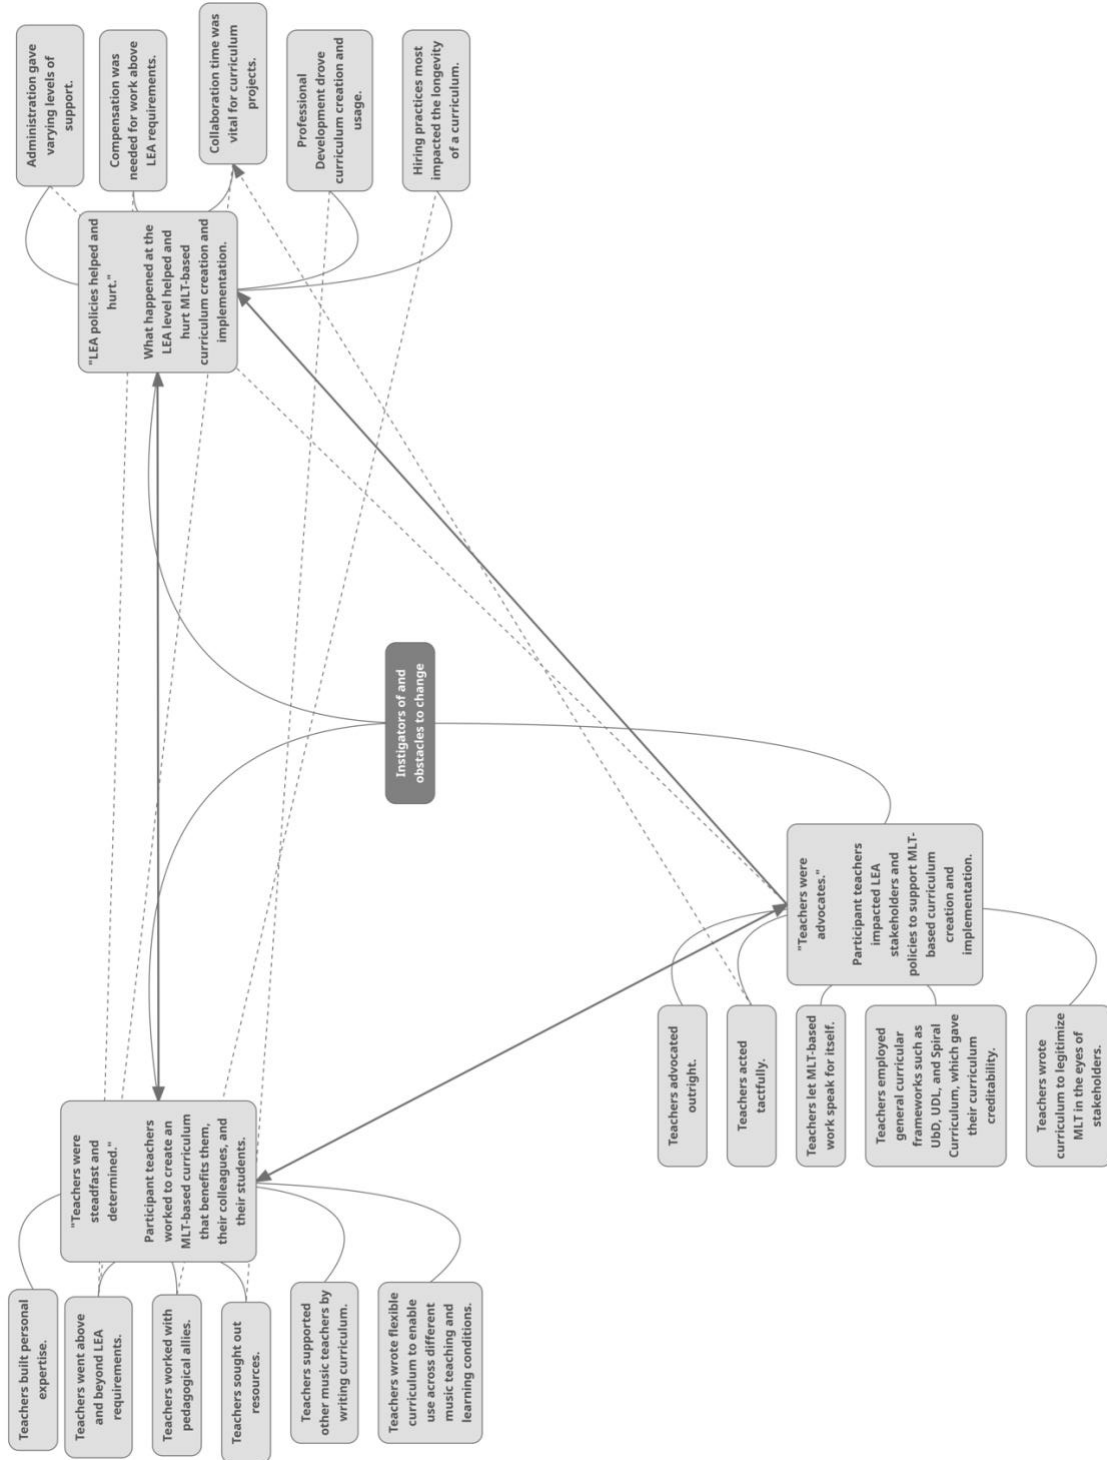 Instigators of and
obstacles to change
"Teachers were
steadfast and
determined."
Participant teachers
worked to create an
MLT-based curriculum
that benefits them,
their colleagues, and
their students.
Teachers built personal
expertise.
Teachers went above
and beyond LEA
requirements.
Teachers worked with
pedagogical allies.
Teachers sought out
resources.
Teachers supported
other music teachers by
writing curriculum.
Teachers wrote flexible
curriculum to enable
use across different
music teaching and
learning conditions.
"LEA policies helped and
hurt."
What happened at the
LEA level helped and
hurt MLT-based
curriculum creation and
implementation.
Administration gave
varying levels of
support.
Compensation was
needed for work above
LEA requirements.
Collaboration time was
vital for curriculum
projects.
Professional
Development drove
curriculum creation and
usage.
Hiring practices most
impacted the longevity
of a curriculum.
"Teachers were
advocates."
Participant teachers
impacted LEA
stakeholders and
policies to support MLT-
based curriculum
creation and
implementation.
Teachers advocated
outright.
Teachers acted
tactfully.
Teachers let MLT-based
work speak for itself.
Teachers employed
general curricular
frameworks such as
UbD, UDL, and Spiral
Curriculum, which gave
their curriculum
creditability.
Teachers wrote
curriculum to legitimize
MLT in the eyes of
stakeholders.